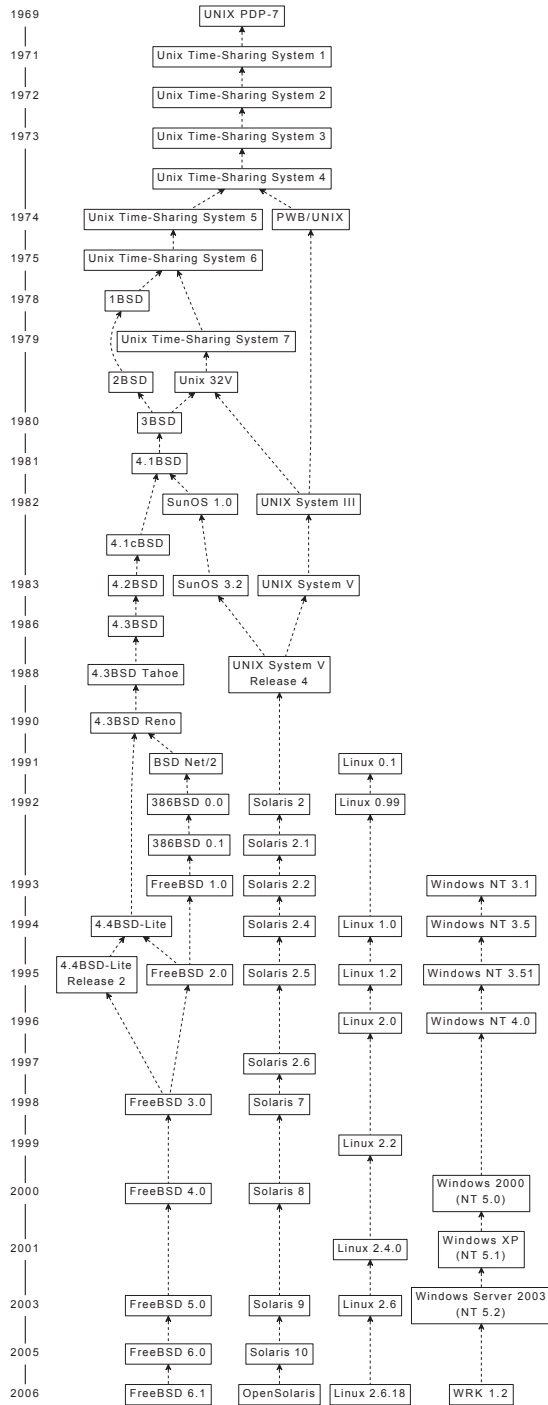 1969
UNIX PDP-7
1971
Unix Time-Sharing System 1
1972
Unix Time-Sharing System 2
1973
Unix Time-Sharing System 3
Unix Time-Sharing System 4
1974
Unix Time-Sharing System 5
PWB/UNIX
1975
Unix Time-Sharing System 6
1978
1BSD
1979
Unix Time-Sharing System 7
2BSD
Unix 32V
1980
3BSD
1981
4.1BSD
1982
SunOS 1.0
UNIX System III
4.1cBSD
1983
4.2BSD
SunOS 3.2
UNIX System V
1986
4.3BSD
1988
4.3BSD Tahoe
UNIX System V
Release 4
1990
4.3BSD Reno
1991
BSD Net/2
Linux 0.1
1992
386BSD 0.0
Solaris 2
Linux 0.99
386BSD 0.1
Solaris 2.1
1993
FreeBSD 1.0
Solaris 2.2
Windows NT 3.1
1994
4.4BSD-Lite
Solaris 2.4
Linux 1.0
Windows NT 3.5
1995
4.4BSD-Lite
Release 2
FreeBSD 2.0
Solaris 2.5
Linux 1.2
Windows NT 3.51
1996
Linux 2.0
Windows NT 4.0
1997
Solaris 2.6
1998
FreeBSD 3.0
Solaris 7
1999
Linux 2.2
2000
FreeBSD 4.0
Solaris 8
Windows 2000
(NT 5.0)
2001
Linux 2.4.0
Windows XP
(NT 5.1)
2003
FreeBSD 5.0
Solaris 9
Linux 2.6
Windows Server 2003
(NT 5.2)
2005
FreeBSD 6.0
Solaris 10
2006
FreeBSD 6.1
OpenSolaris
Linux 2.6.18
WRK 1.2